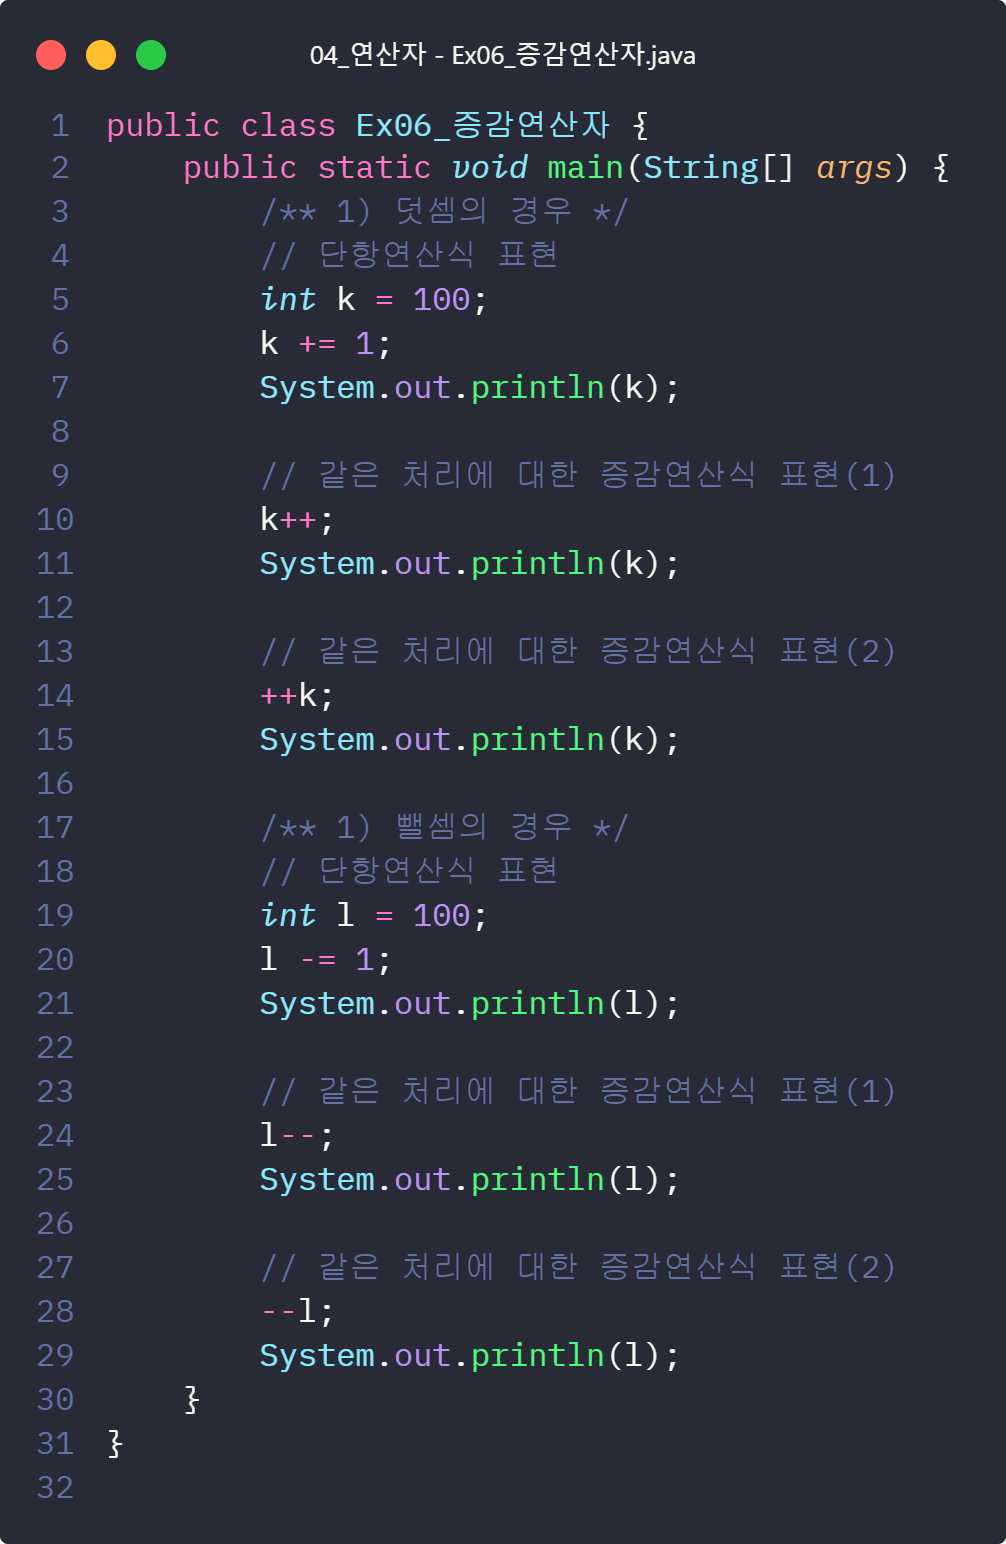 04_연산자 - Ex06_증감연산자.java
1 public class Ex06_증감연산자 {
2     public static void main(String[] args) {
3         /** 1) 덧셈의 경우 */
4         // 단항연산식 표현
5         int k = 100;
6         k += 1;
7         System.out.println(k);
8
9         // 같은 처리에 대한 증감연산식 표현(1)
10         k++;
11         System.out.println(k);
12
13         // 같은 처리에 대한 증감연산식 표현(2)
14         ++k;
15         System.out.println(k);
16
17         /** 1) 뺄셈의 경우 */
18         // 단항연산식 표현
19         int l = 100;
20         l -= 1;
21         System.out.println(l);
22
23         // 같은 처리에 대한 증감연산식 표현(1)
24         l--;
25         System.out.println(l);
26
27         // 같은 처리에 대한 증감연산식 표현(2)
28         --l;
29         System.out.println(l);
30     }
31 }
32